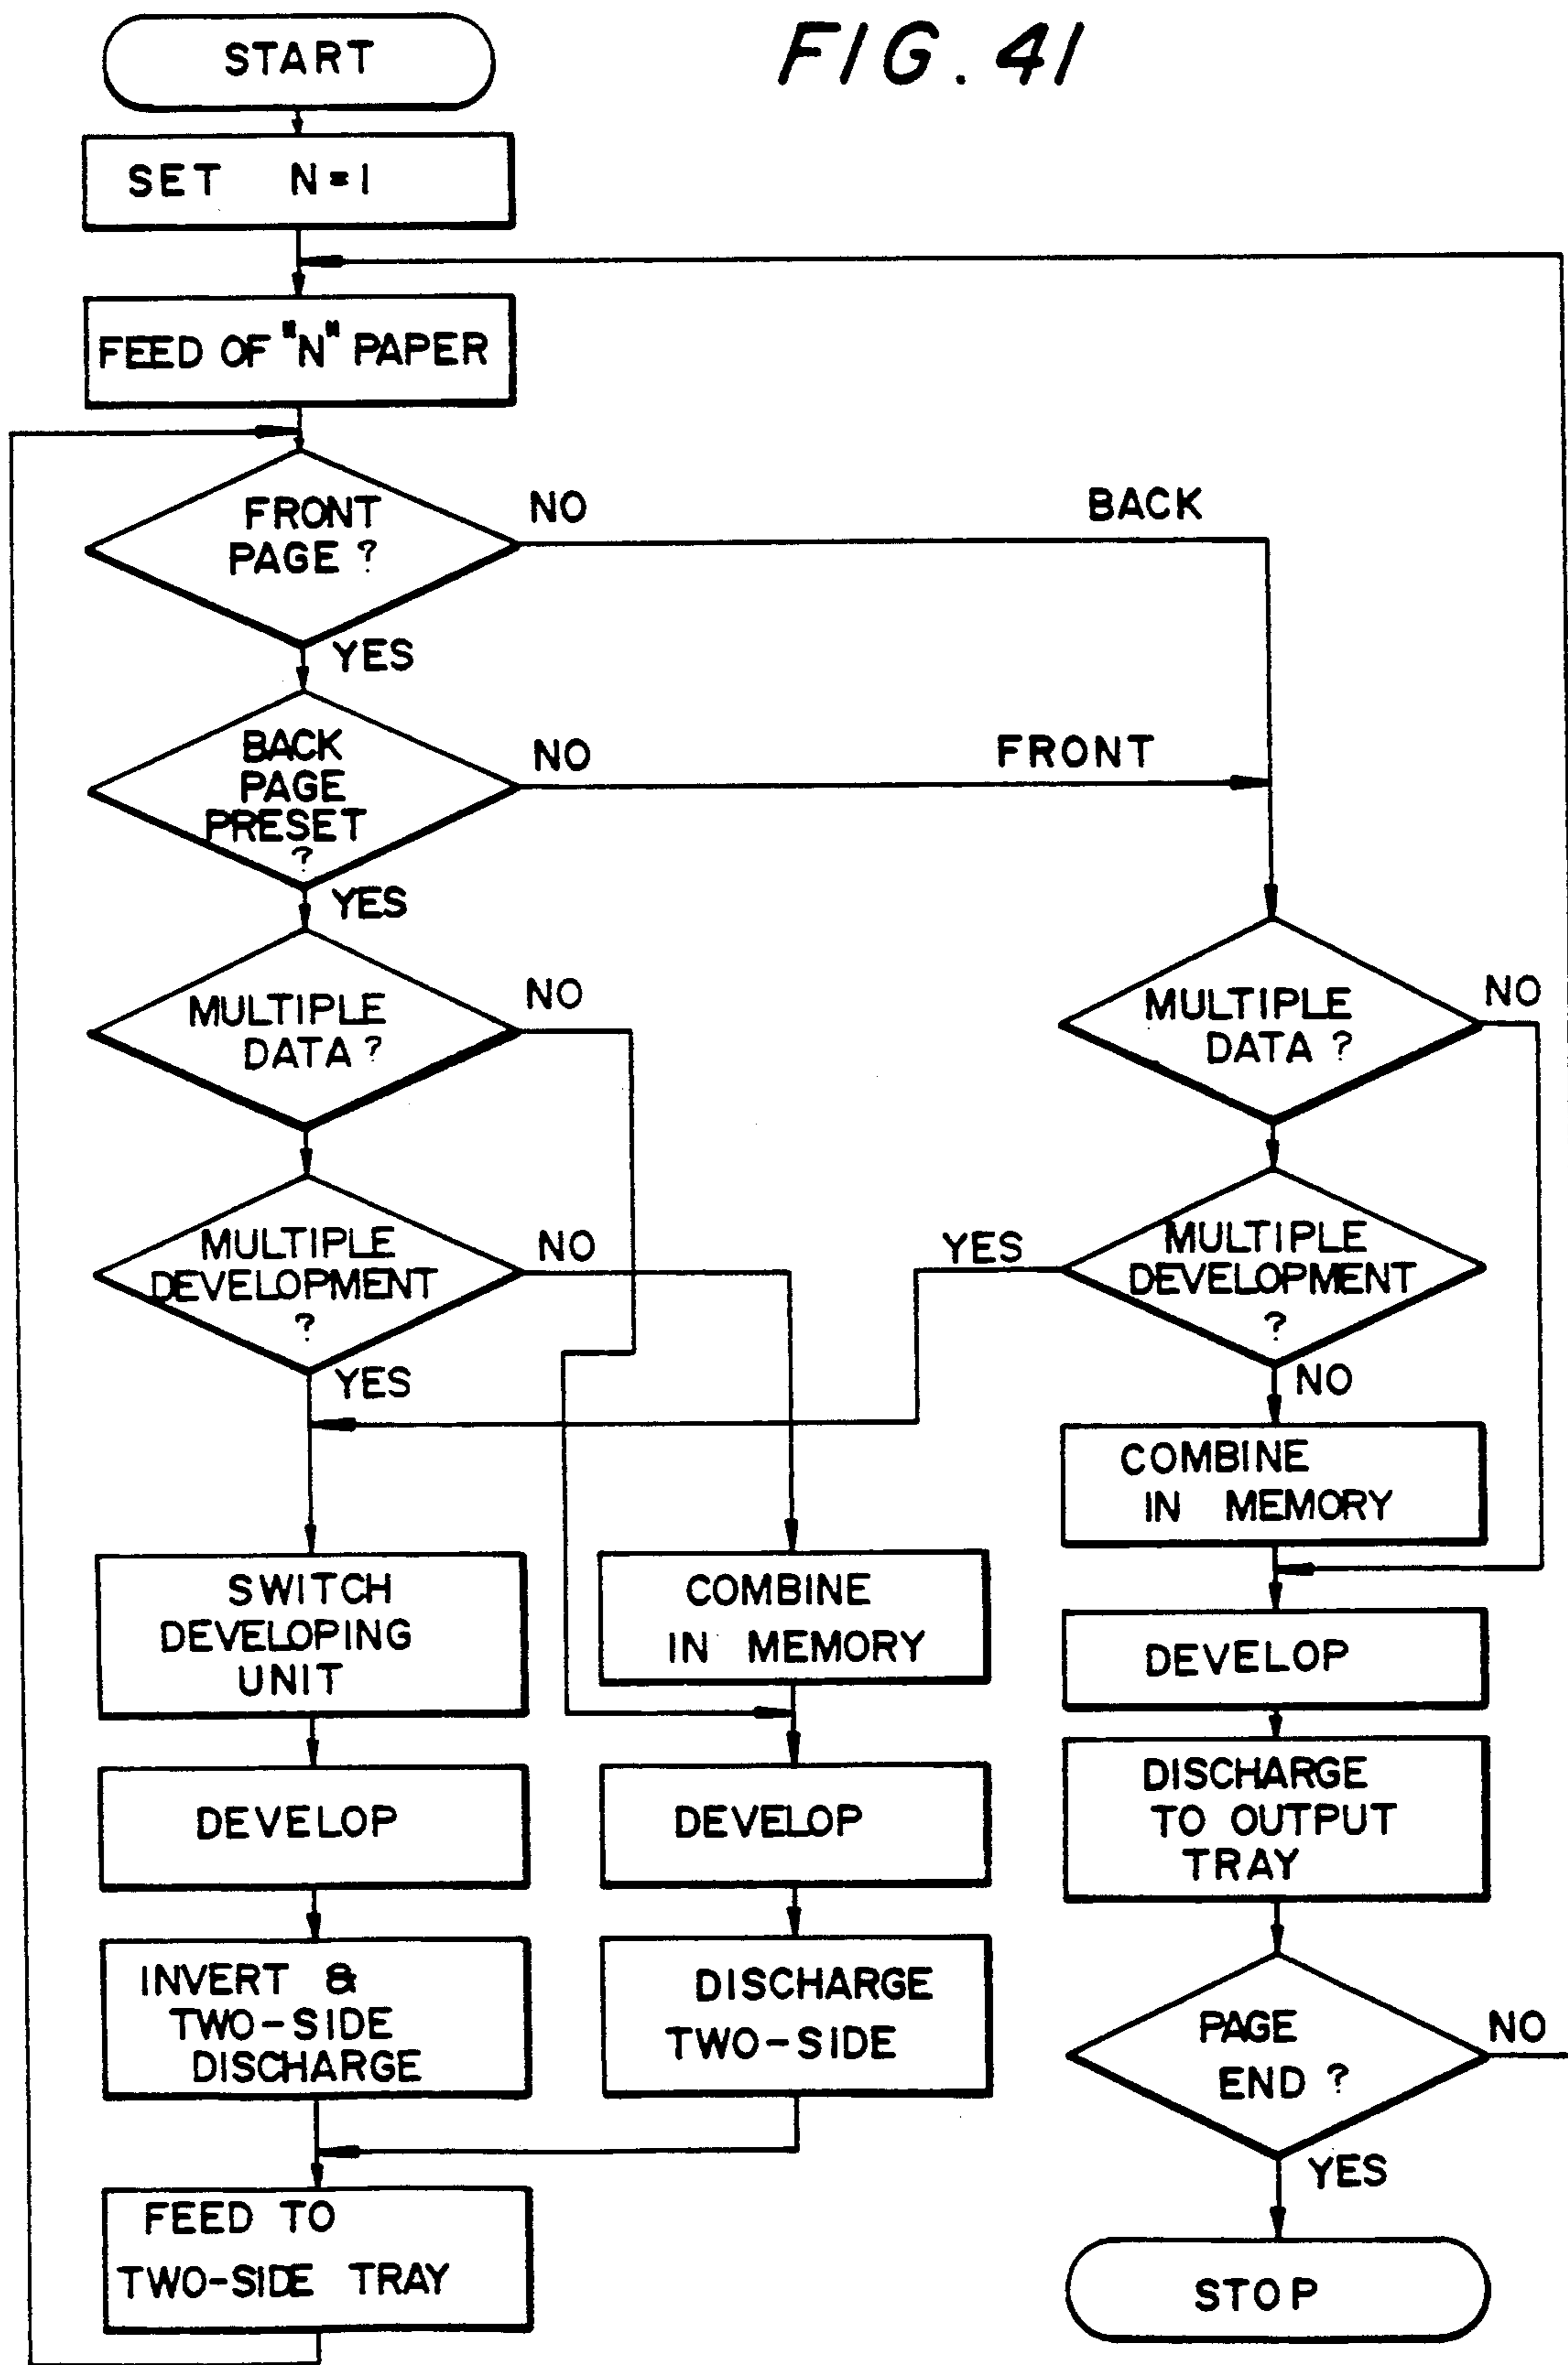 FIG. 41
START
SET N=1
FEED OF "N" PAPER
FRONT
PAGE ?
NO
BACK
YES
BACK
PAGE
PRESET
?
NO
FRONT
YES
MULTIPLE
DATA ?
NO
MULTIPLE
DATA ?
NO
MULTIPLE
DEVELOPMENT
?
NO
YES
YES
MULTIPLE
DEVELOPMENT
?
NO
COMBINE
IN MEMORY
SWITCH
DEVELOPING
UNIT
COMBINE
IN MEMORY
DEVELOP
DEVELOP
DEVELOP
DISCHARGE
TO OUTPUT
TRAY
INVERT &
TWO-SIDE
DISCHARGE
DISCHARGE
TWO-SIDE
PAGE
END ?
NO
YES
FEED TO
TWO-SIDE TRAY
STOP